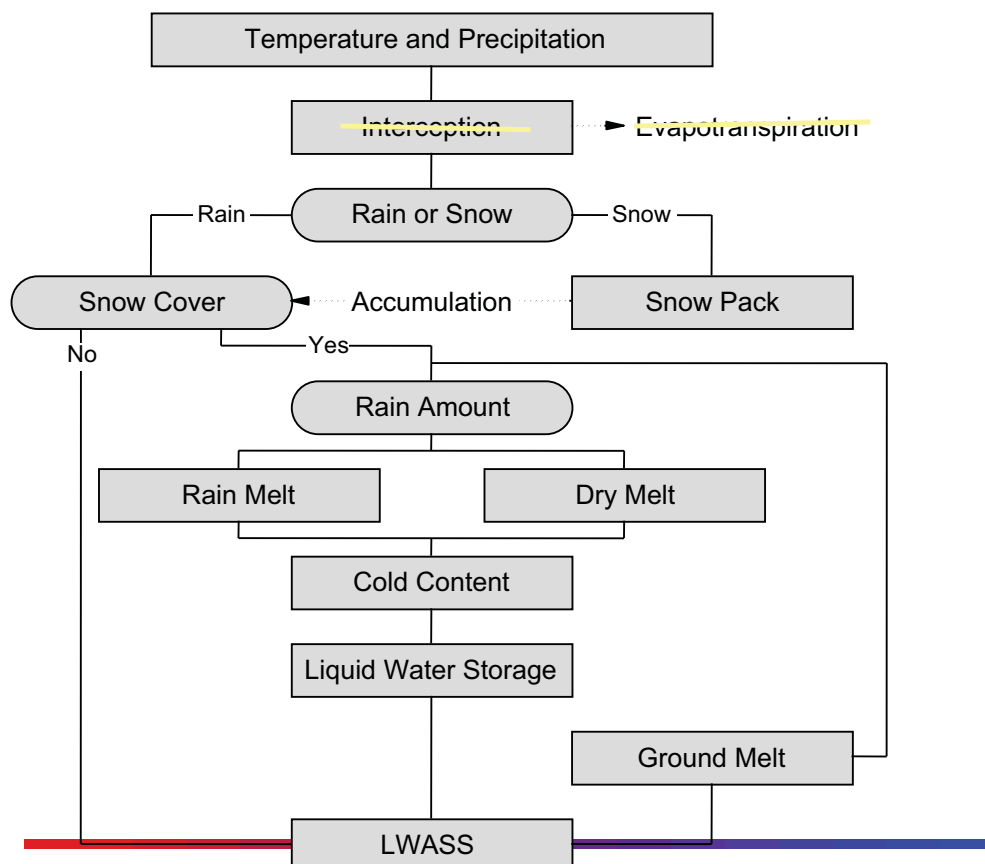 Temperature and Precipitation
Interception
Evapotranspiration
Rain
Rain or Snow
Snow
Snow Cover
Accumulation
Snow Pack
No
Yes
Rain Amount
Rain Melt
Dry Melt
Cold Content
Liquid Water Storage
Ground Melt
LWASS